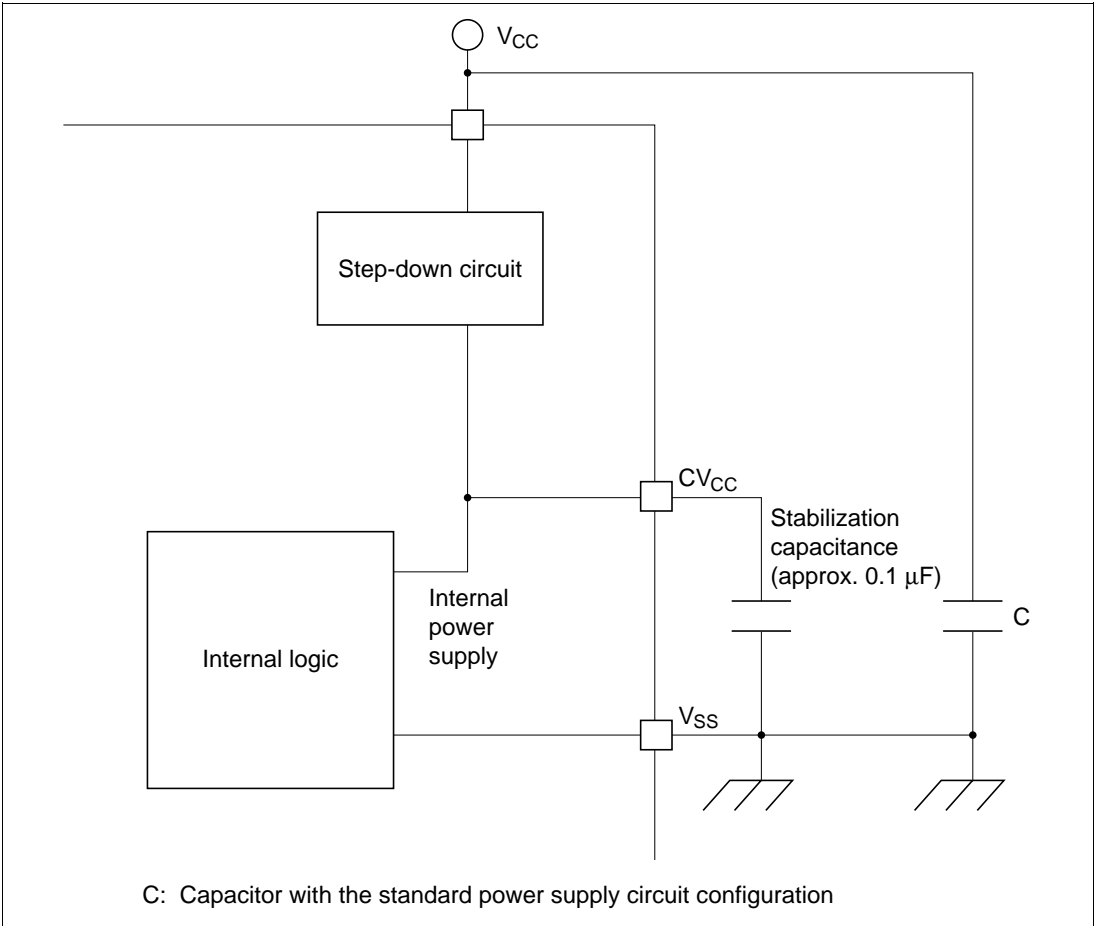 VCC
Step-down circuit
CVCC
Stabilization
capacitance
(approx. 0.1 μF)
C
Internal
power
supply
Internal logic
VSS
C: Capacitor with the standard power supply circuit configuration